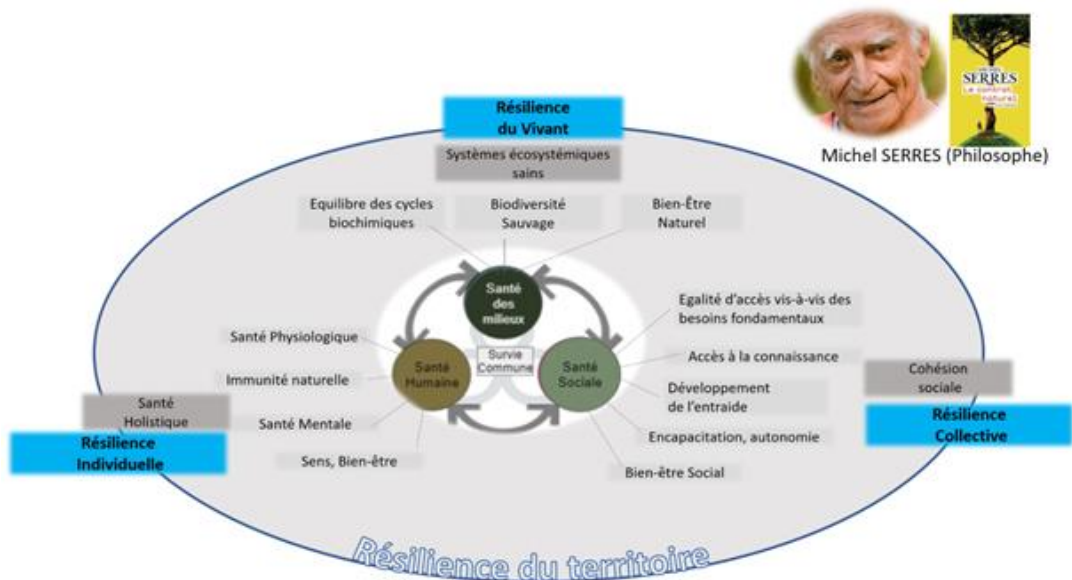 SERRES
Le contrat
naturel
Michel SERRES (Philosophe)
Résilience
du Vivant
Systèmes écosystémiques
sains
Equilibre des cycles
biochimiques
Biodiversité
Sauvage
Bien-Être
Naturel
Santé
des
milieux
Egalité d'accès vis-à-vis des
besoins fondamentaux
Santé Physiologique
Survie
Commune
Santé
Humaine
Santé
Sociale
Accès à la connaissance
Immunité naturelle
Cohésion
sociale
Développement
de l'entraide
Santé
Holistique
Résilience
Individuelle
Santé Mentale
Encapacitation, autonomie
Résilience
Collective
Sens, Bien-être
Bien-être Social
Résilience du territoire